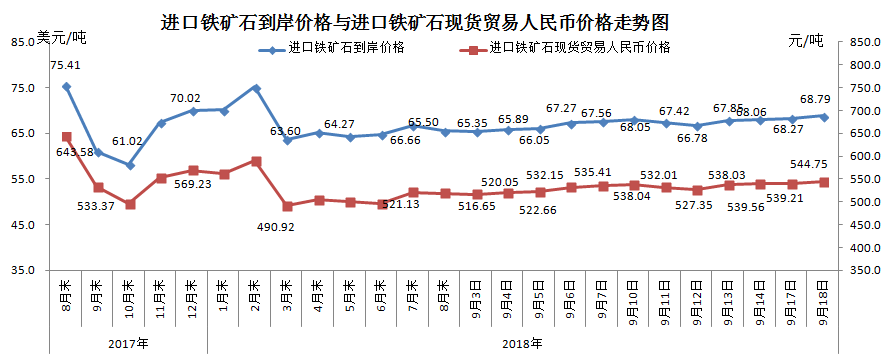 进口铁矿石到岸价格与进口铁矿石现货贸易人民币价格走势图
美元/吨
元/吨
进口铁矿石到岸价格
进口铁矿石现货贸易人民币价格
85.0
75.0
65.0
55.0
45.0
35.0
850.0
800.0
750.0
700.0
650.0
600.0
550.0
500.0
450.0
400.0
350.0
75.41
61.02
70.02
63.60
64.27
66.66
65.50
65.35
65.89
66.05
67.27
67.56
68.05
67.42
66.78
67.85
68.06
68.27
68.79
643.58
533.37
569.23
490.92
521.13
516.65
520.05
522.66
532.15
535.41
538.04
532.01
527.35
538.03
539.56
539.21
544.75
8月末
9月末
10月末
11月末
12月末
1月末
2月末
3月末
4月末
5月末
6月末
7月末
8月末
9月3日
9月4日
9月5日
9月6日
9月7日
9月10日
9月11日
9月12日
9月13日
9月14日
9月17日
9月18日
2017年
2018年